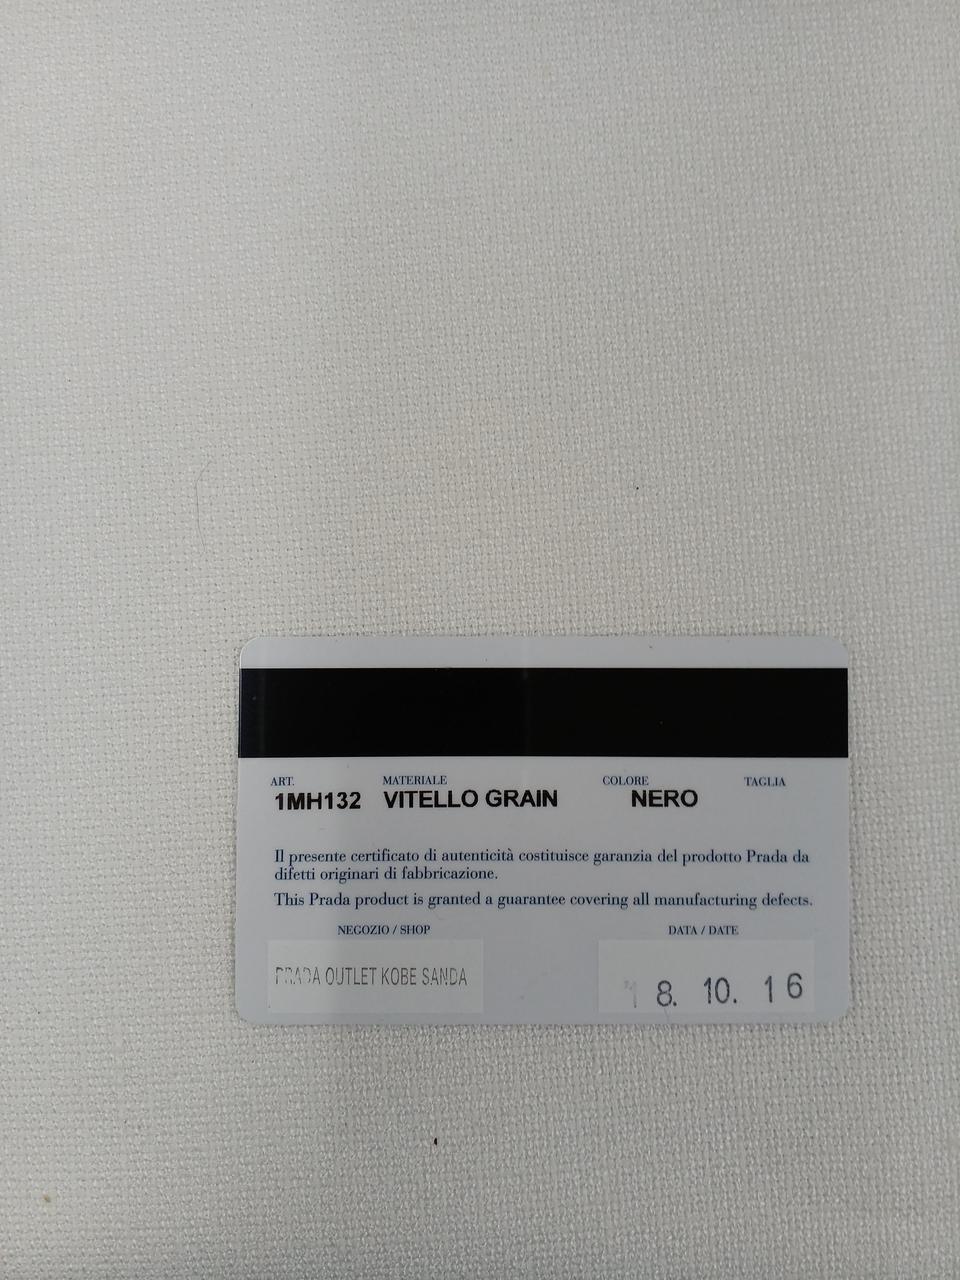 ART. MATERIALE COLORE TAGLIA
1MH132 VITELLO GRAIN NERO
Il presente certificato di autenticità costituisce garanzia del prodotto Prada da
difetti originari di fabbricazione.
This Prada product is granted a guarantee covering all manufacturing defects.
NEGOZIO / SHOP DATA / DATE
PRADA OUTLET KOBE SANDA 18. 10. 16